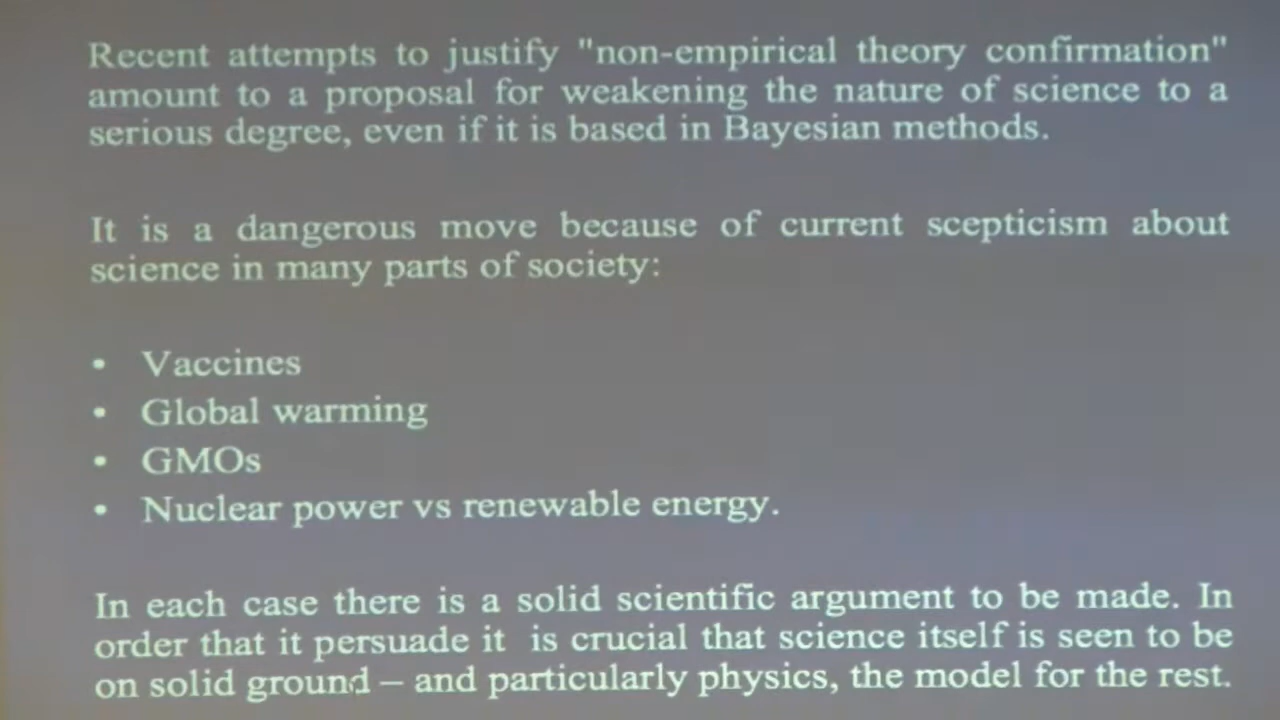 Recent attempts to justify "non-empirical theory confirmation"
amount to a proposal for weakening the nature of science to a
serious degree, even if it is based in Bayesian methods.
It is a dangerous move because of current scepticism about
science in many parts of society:
• Vaccines
• Global warming
• GMOs
• Nuclear power vs renewable energy.
In each case there is a solid scientific argument to be made. In
order that it persuade it is crucial that science itself is seen to be
on solid ground – and particularly physics, the model for the rest.